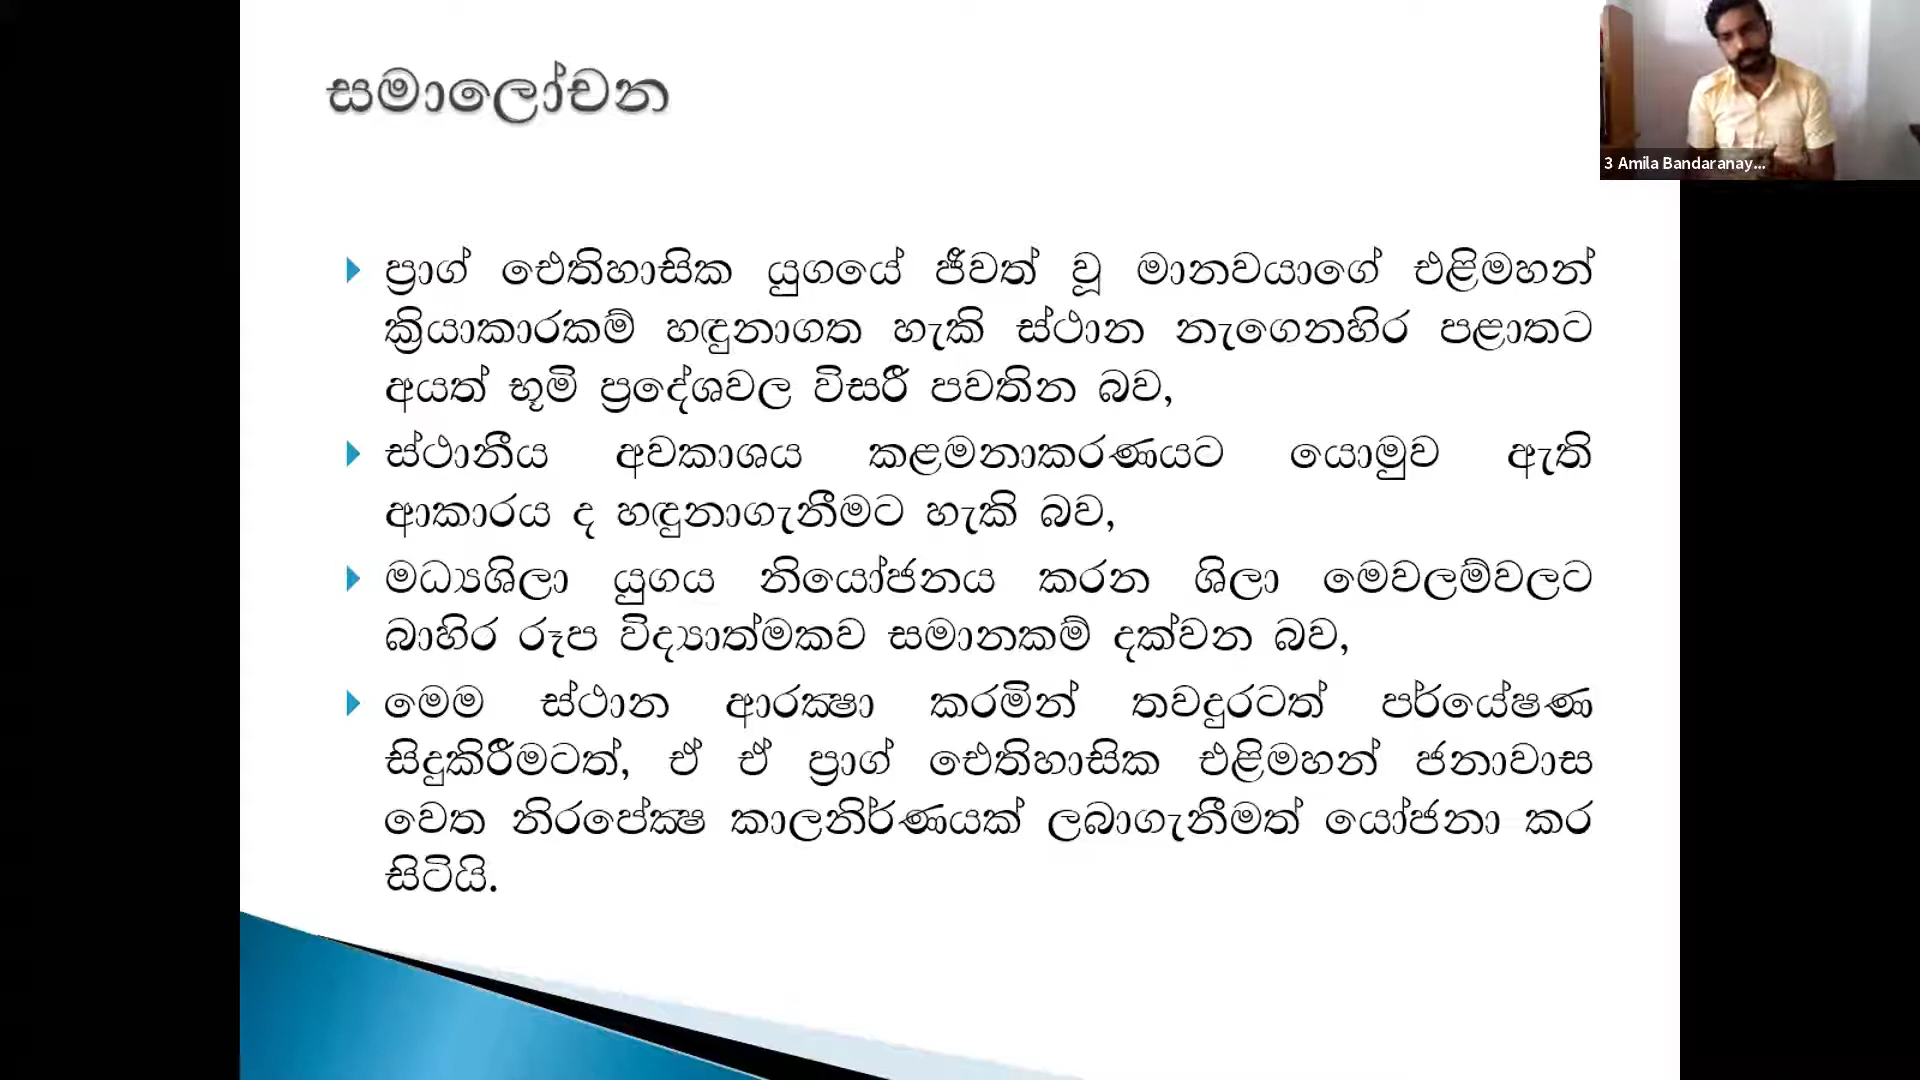 සමාලෝචන
3 Amila Bandaranay...
ප්‍රාග් ඓතිහාසික යුගයේ ජීවත් වූ මානවයාගේ එළිමහන්
ක්‍රියාකාරකම් හඳුනාගත හැකි ස්ථාන නැගෙනහිර පළාතට
අයත් භූමි ප්‍රදේශවල විසරී පවතින බව,
ස්ථානීය අවකාශය කළමනාකරණයට යොමුව ඇති
ආකාරය ද හඳුනාගැනීමට හැකි බව,
මධ්‍යශිලා යුගය නියෝජනය කරන ශිලා මෙවලම්වලට
බාහිර රූප විද්‍යාත්මකව සමානකම් දක්වන බව,
මෙම ස්ථාන ආරක්‍ෂා කරමින් තවදුරටත් පර්යේෂණ
සිදුකිරීමටත්, ඒ ඒ ප්‍රාග් ඓතිහාසික එළිමහන් ජනාවාස
වෙත නිරපේක්‍ෂ කාලනිර්ණයක් ලබාගැනීමත් යෝජනා කර
සිටියි.